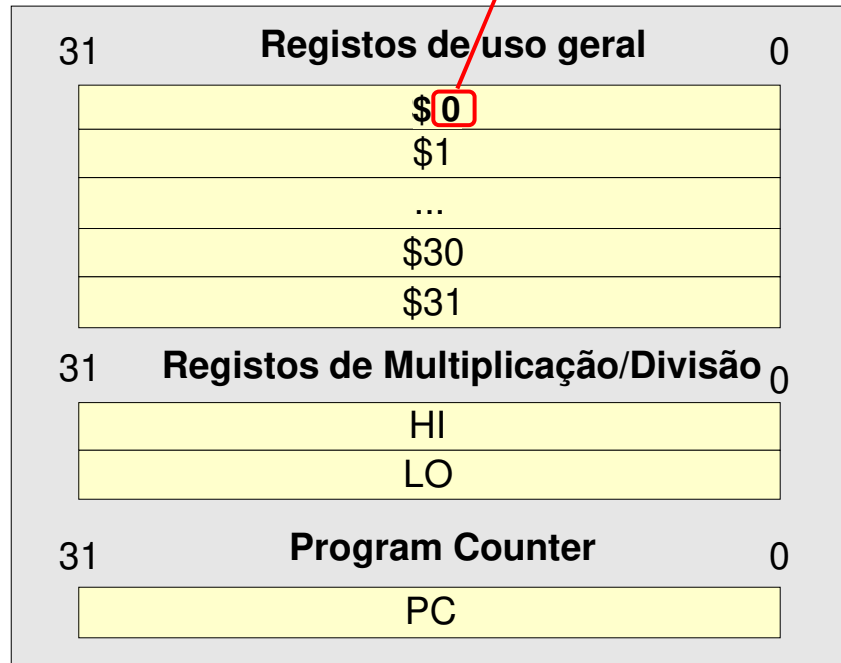 31 Registos de uso geral 0
$ 0
$1
...
$30
$31
31 Registos de Multiplicação/Divisão 0
HI
LO
31 Program Counter 0
PC